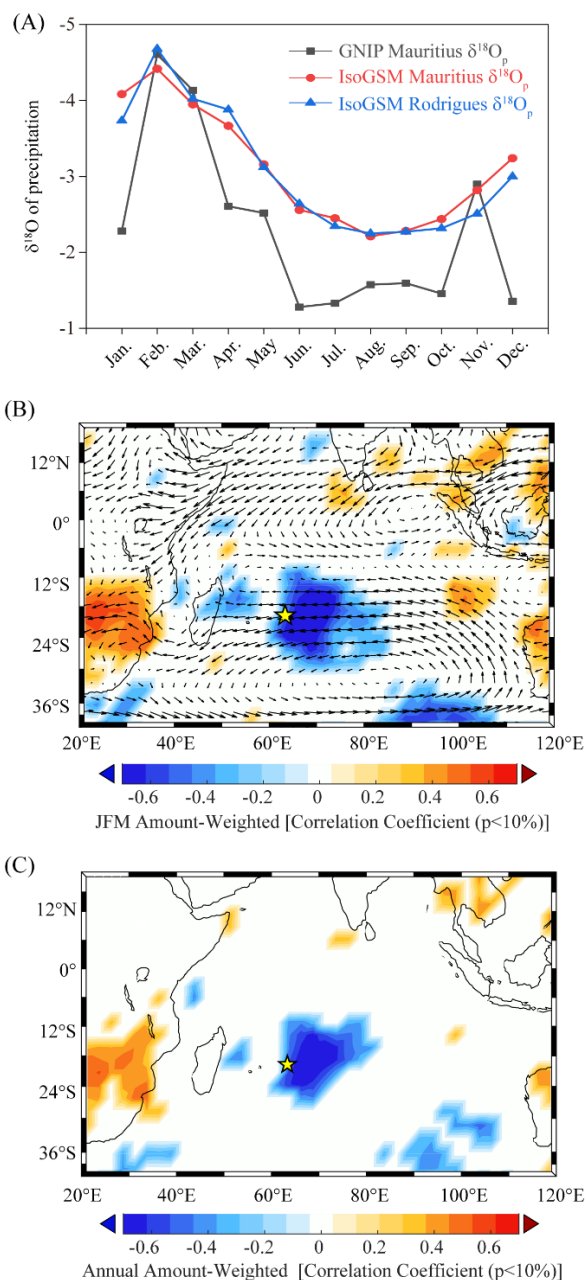 (A)
-5
-4
-3
-2
-1
δ¹⁸O of precipitation
GNIP Mauritius δ¹⁸Oₚ
IsoGSM Mauritius δ¹⁸Oₚ
IsoGSM Rodrigues δ¹⁸Oₚ
Jan. Feb. Mar. Apr. May Jun. Jul. Aug. Sep. Oct. Nov. Dec.
(B)
12°N
0°
12°S
24°S
36°S
20°E 40°E 60°E 80°E 100°E 120°E
-0.6 -0.4 -0.2 0 0.2 0.4 0.6
JFM Amount-Weighted [Correlation Coefficient (p<10%)]
(C)
12°N
0°
12°S
24°S
36°S
20°E 40°E 60°E 80°E 100°E 120°E
-0.6 -0.4 -0.2 0 0.2 0.4 0.6
Annual Amount-Weighted [Correlation Coefficient (p<10%)]